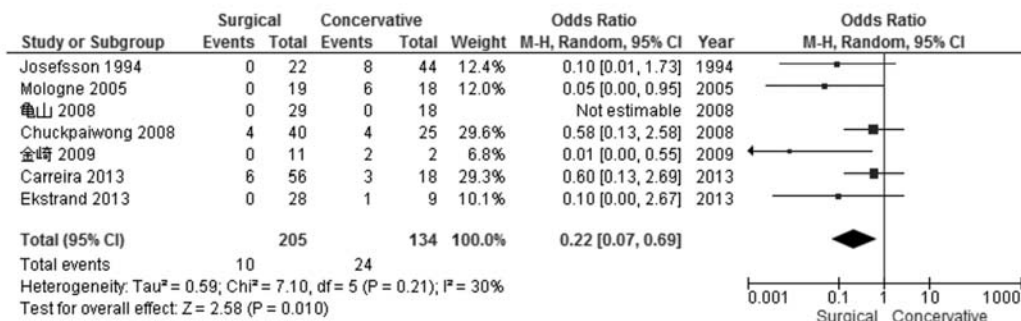 Surgical Concervative Odds Ratio Odds Ratio
Study or Subgroup Events Total Events Total Weight M-H, Random, 95% CI Year M-H, Random, 95% CI
Josefsson 1994 0 22 8 44 12.4% 0.10 [0.01, 1.73] 1994
Mologne 2005 0 19 6 18 12.0% 0.05 [0.00, 0.95] 2005
亀山 2008 0 29 0 18 Not estimable 2008
Chuckpaiwong 2008 4 40 4 25 29.6% 0.58 [0.13, 2.58] 2008
金崎 2009 0 11 2 2 6.8% 0.01 [0.00, 0.55] 2009
Carreira 2013 6 56 3 18 29.3% 0.60 [0.13, 2.69] 2013
Ekstrand 2013 0 28 1 9 10.1% 0.10 [0.00, 2.67] 2013
Total (95% CI) 205 134 100.0% 0.22 [0.07, 0.69]
Total events 10 24
Heterogeneity: Tau² = 0.59; Chi² = 7.10, df = 5 (P = 0.21); I² = 30%
Test for overall effect: Z = 2.58 (P = 0.010)
0.001 0.1 1 10 1000
Surgical Concervative